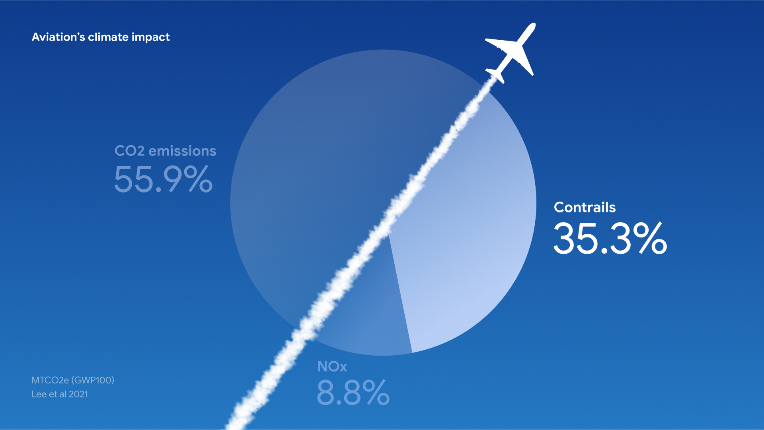 Aviation's climate impact
CO2 emissions
55.9%
Contrails
35.3%
NOx
8.8%
MTCO2e (GWP100)
Lee et al 2021